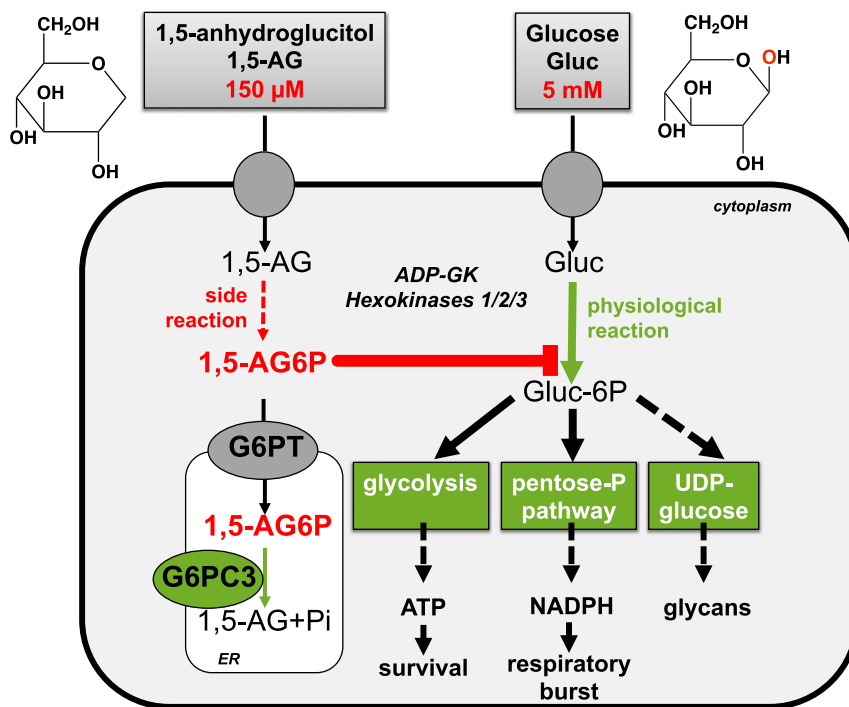 CH2OH
O
OH
OH
OH
1,5-anhydroglucitol
1,5-AG
150 µM
Glucose
Gluc
5 mM
CH2OH
O
OH
OH
OH
OH
cytoplasm
1,5-AG
Gluc
ADP-GK
Hexokinases 1/2/3
side
reaction
physiological
reaction
1,5-AG6P
Gluc-6P
G6PT
glycolysis
pentose-P
pathway
UDP-
glucose
1,5-AG6P
G6PC3
1,5-AG+Pi
ER
ATP
NADPH
glycans
survival
respiratory
burst